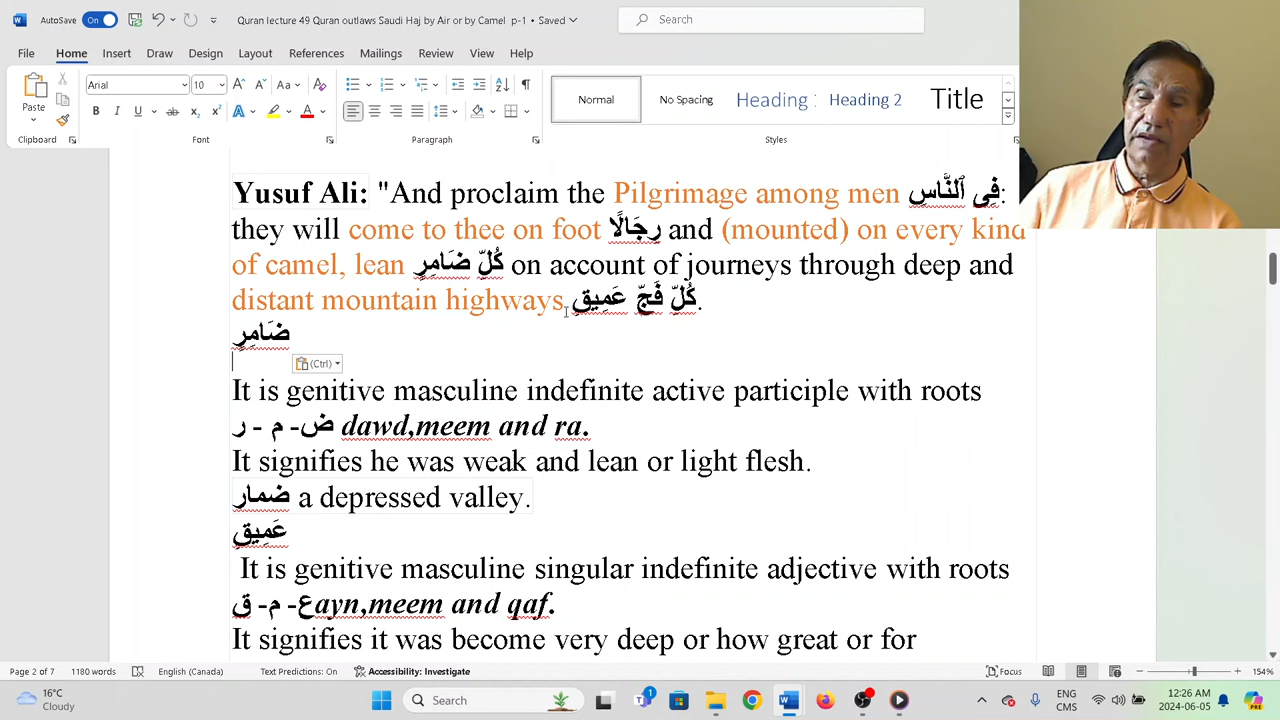 AutoSave On Quran lecture 49 Quran outlaws Saudi Haj by Air or by Camel p-1 • Saved Search
File Home Insert Draw Design Layout References Mailings Review View Help
Paste Arial 10 Normal No Spacing Heading Heading 2 Title
Clipboard Font Paragraph Styles
Yusuf Ali: "And proclaim the Pilgrimage among men فِى ٱلنَّاسِ:
they will come to thee on foot رِجَالًا and (mounted) on every kind
of camel, lean كُلِّ ضَامِرٍ on account of journeys through deep and
distant mountain highways كُلِّ فَجٍّ عَمِيقٍ.
ضَامِرٍ
(Ctrl)
It is genitive masculine indefinite active participle with roots
ض- م - ر dawd,meem and ra.
It signifies he was weak and lean or light flesh.
ضمار a depressed valley.
عَمِيقٍ
It is genitive masculine singular indefinite adjective with roots
ع- م- ق ayn,meem and qaf.
It signifies it was become very deep or how great or for
Page 2 of 7 1180 words English (Canada) Text Predictions: On Accessibility: Investigate Focus 154%
16°C
Cloudy
Search
ENG
CMS
12:26 AM
2024-06-05